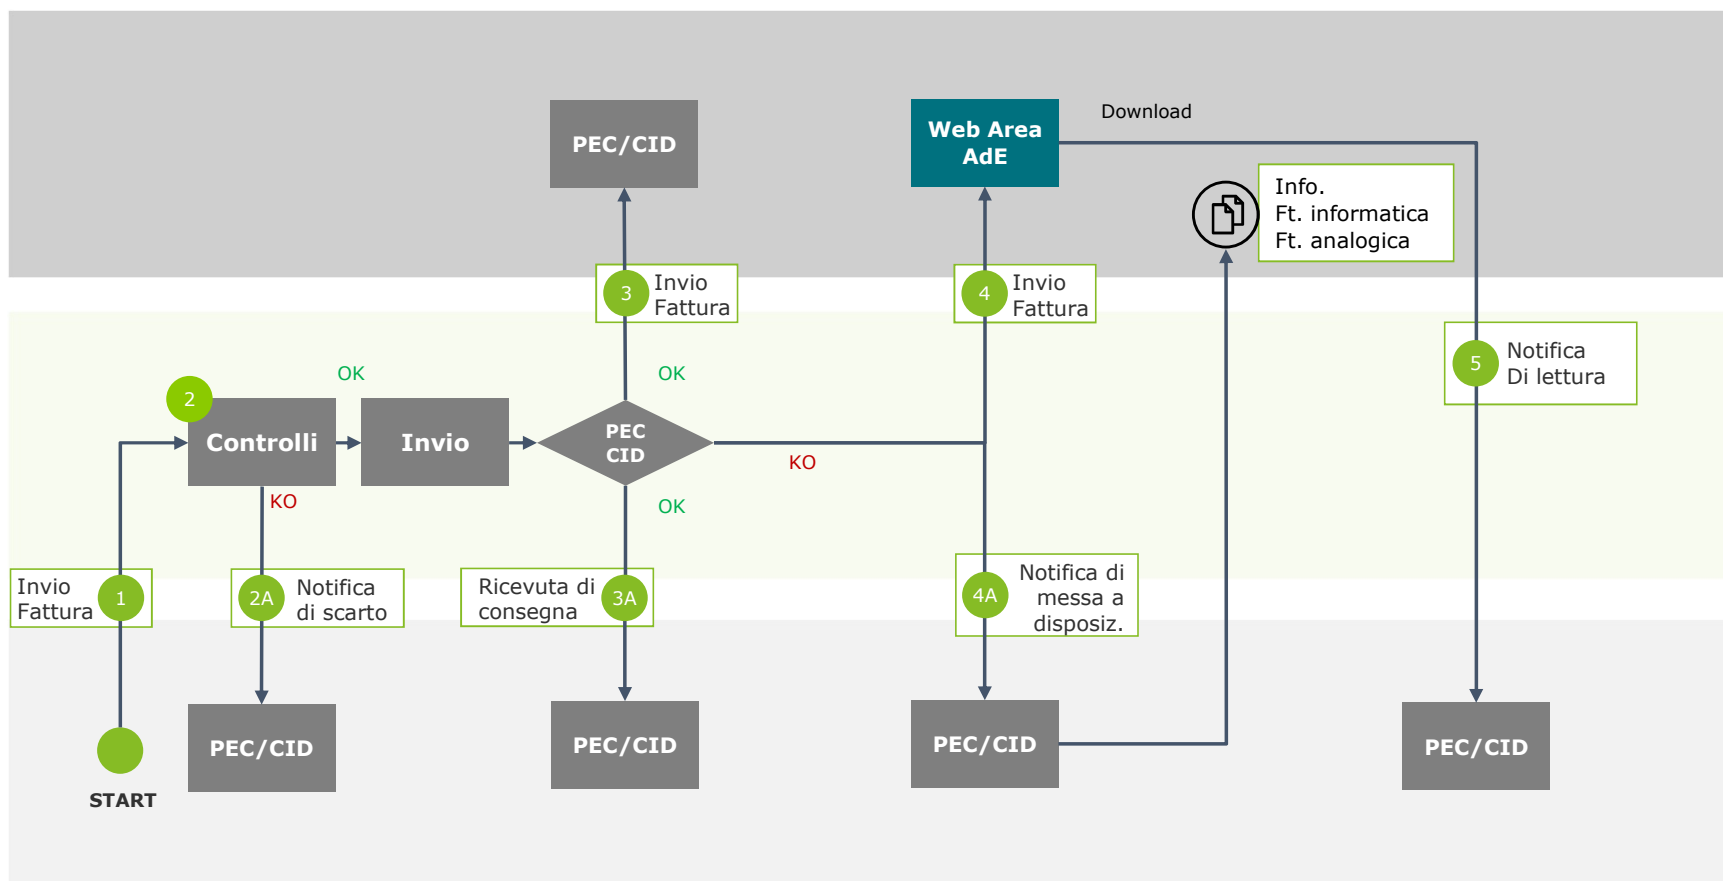 PEC/CID
Web Area
AdE
Download
Info.
Ft. informatica
Ft. analogica
3
Invio
Fattura
4
Invio
Fattura
5
Notifica
Di lettura
OK
OK
2
Controlli
Invio
PEC
CID
KO
KO
OK
Invio
Fattura
1
2A
Notifica
di scarto
Ricevuta di
consegna
3A
4A
Notifica di
messa a
disposiz.
PEC/CID
PEC/CID
PEC/CID
PEC/CID
START